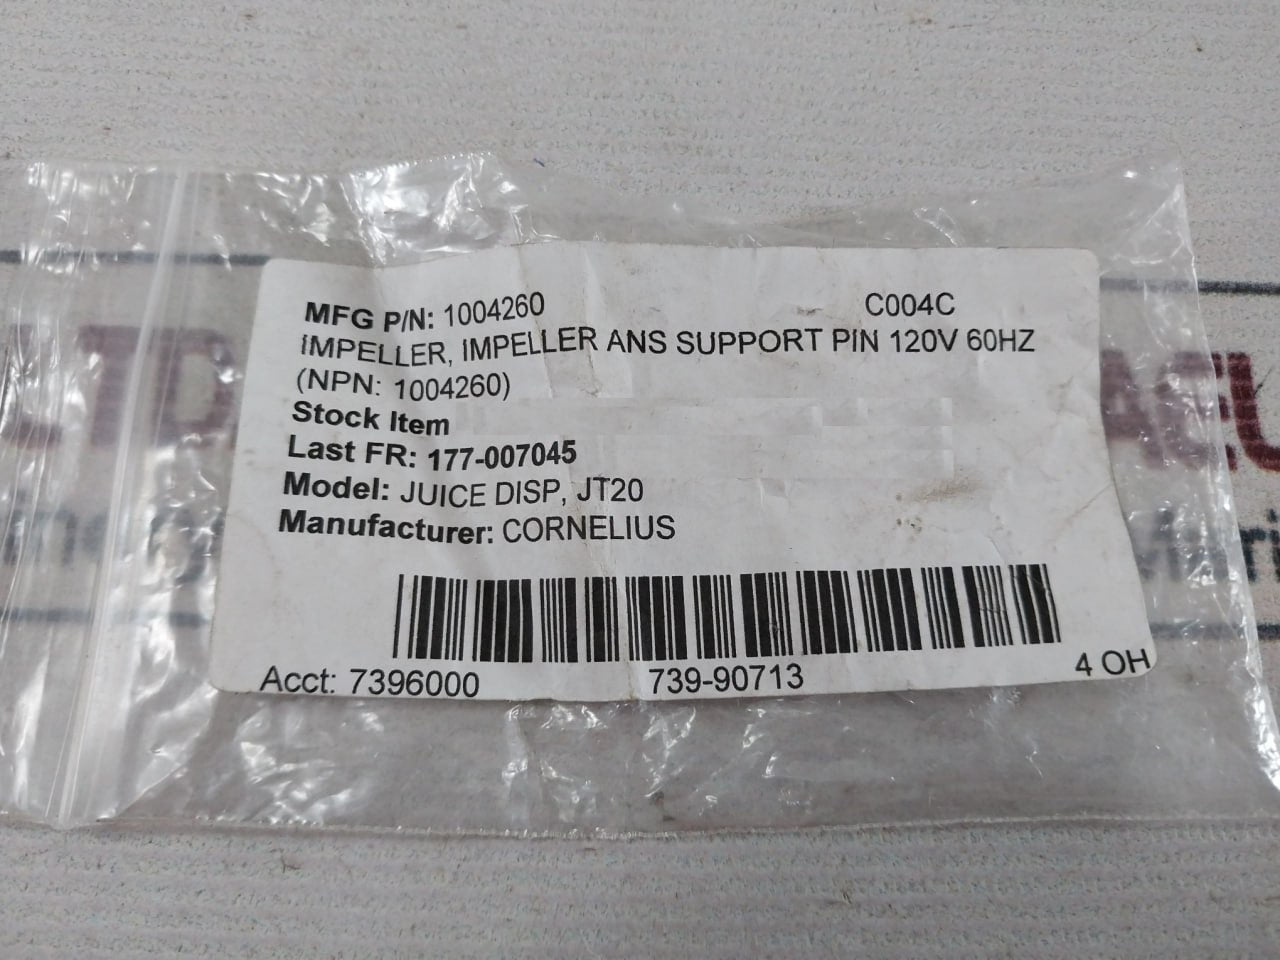 MFG P/N: 1004260 C004C
IMPELLER, IMPELLER ANS SUPPORT PIN 120V 60HZ
(NPN: 1004260)
Stock Item
Last FR: 177-007045
Model: JUICE DISP, JT20
Manufacturer: CORNELIUS
Acct: 7396000 739-90713 4 OH